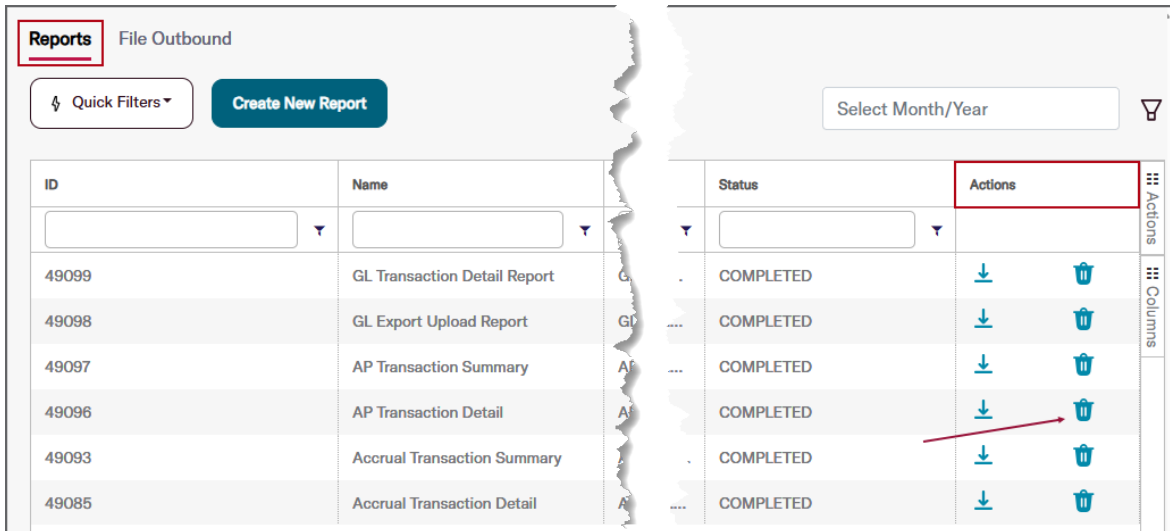 Reports File Outbound
Quick Filters Create New Report Select Month/Year
ID Name Status Actions
Actions
49099 GL Transaction Detail Report COMPLETED
49098 GL Export Upload Report COMPLETED
Columns
49097 AP Transaction Summary COMPLETED
49096 AP Transaction Detail COMPLETED
49093 Accrual Transaction Summary COMPLETED
49085 Accrual Transaction Detail COMPLETED